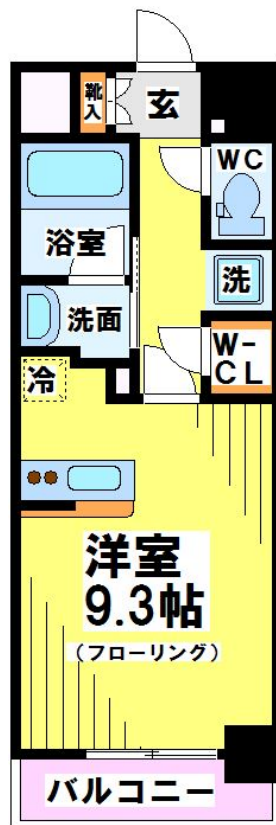 靴入
玄
WC
浴室
洗
洗面
W-
CL
冷
洋室
9.3帖
(フローリング)
バルコニー